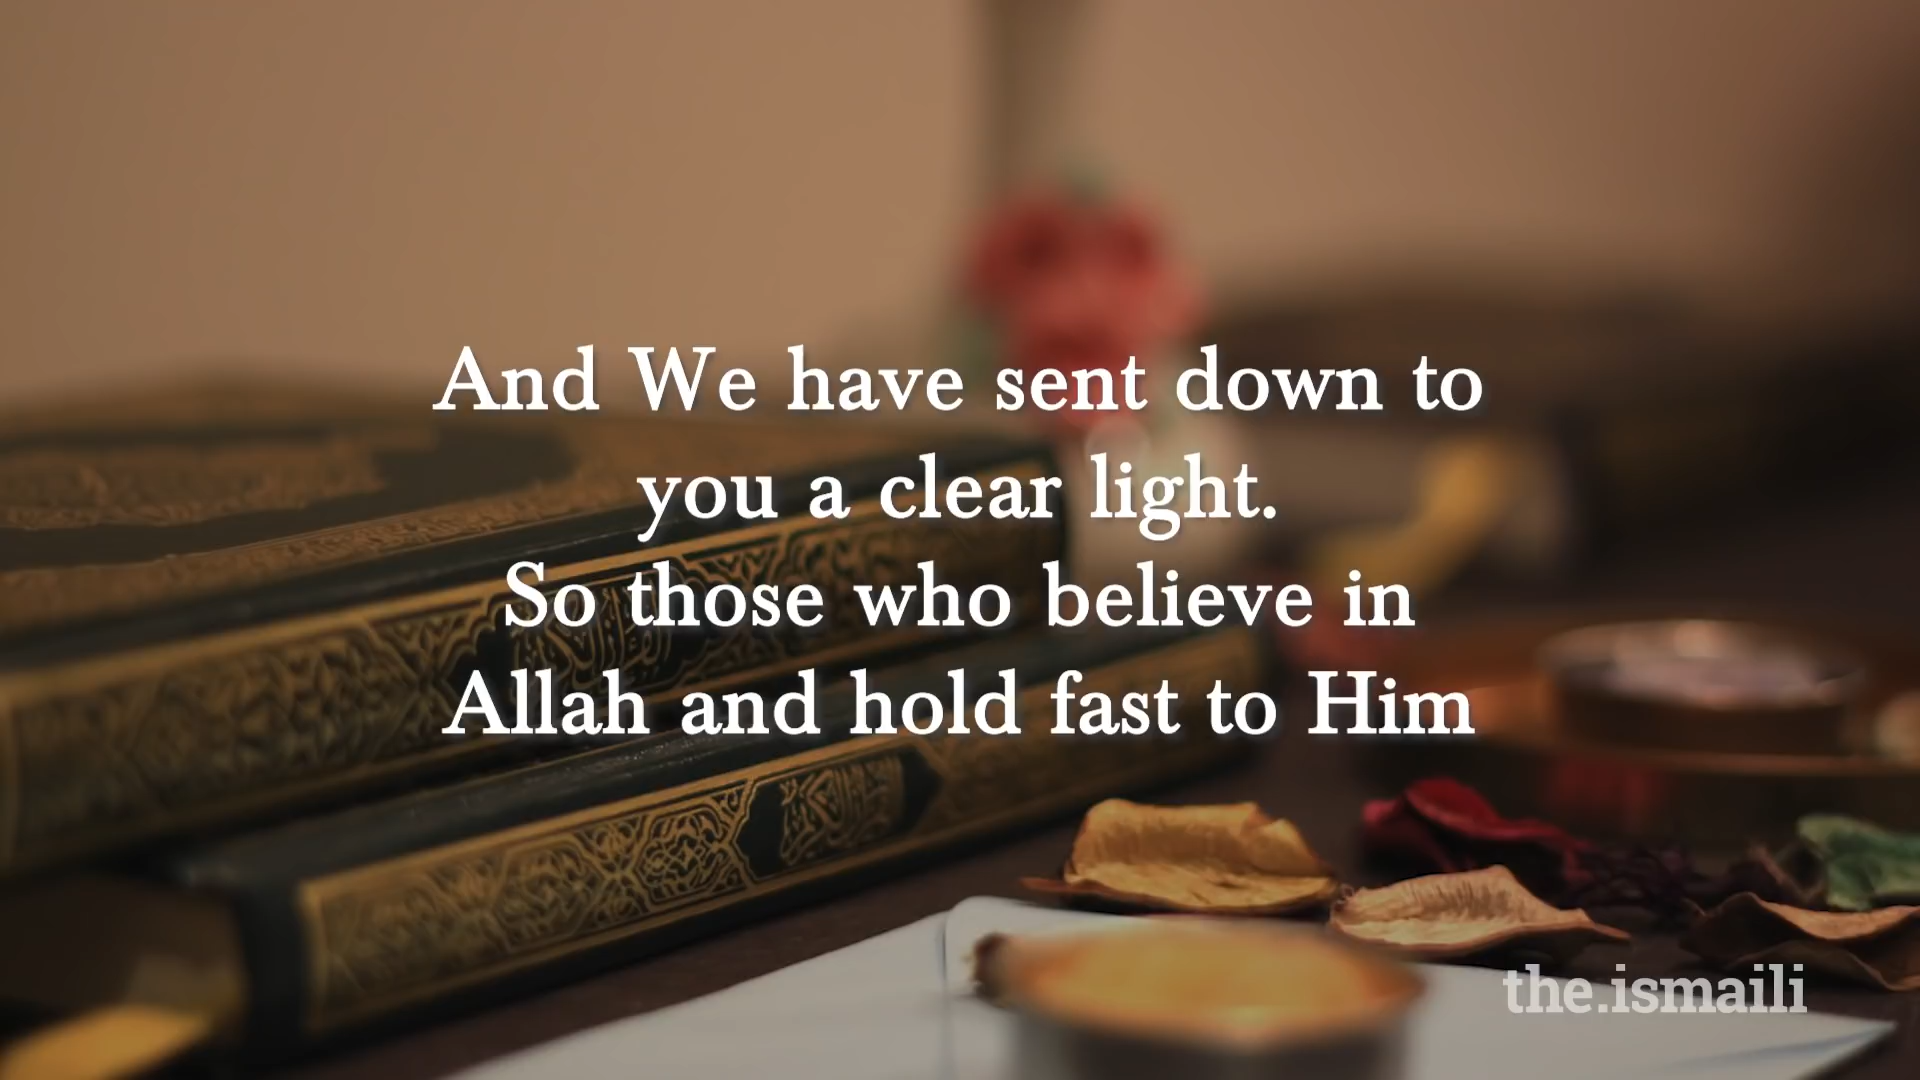 And We have sent down to
you a clear light.
So those who believe in
Allah and hold fast to Him
the.ismaili